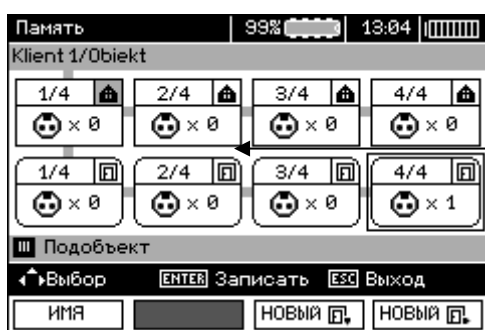 Память 99% 13:04
Klient 1/Obiekt
1/4 2/4 3/4 4/4
× 0 × 0 × 0 × 0
1/4 2/4 3/4 4/4
× 0 × 0 × 0 × 1
Подобъект
Выбор ENTER Записать ESC Выход
ИМЯ НОВЫЙ НОВЫЙ